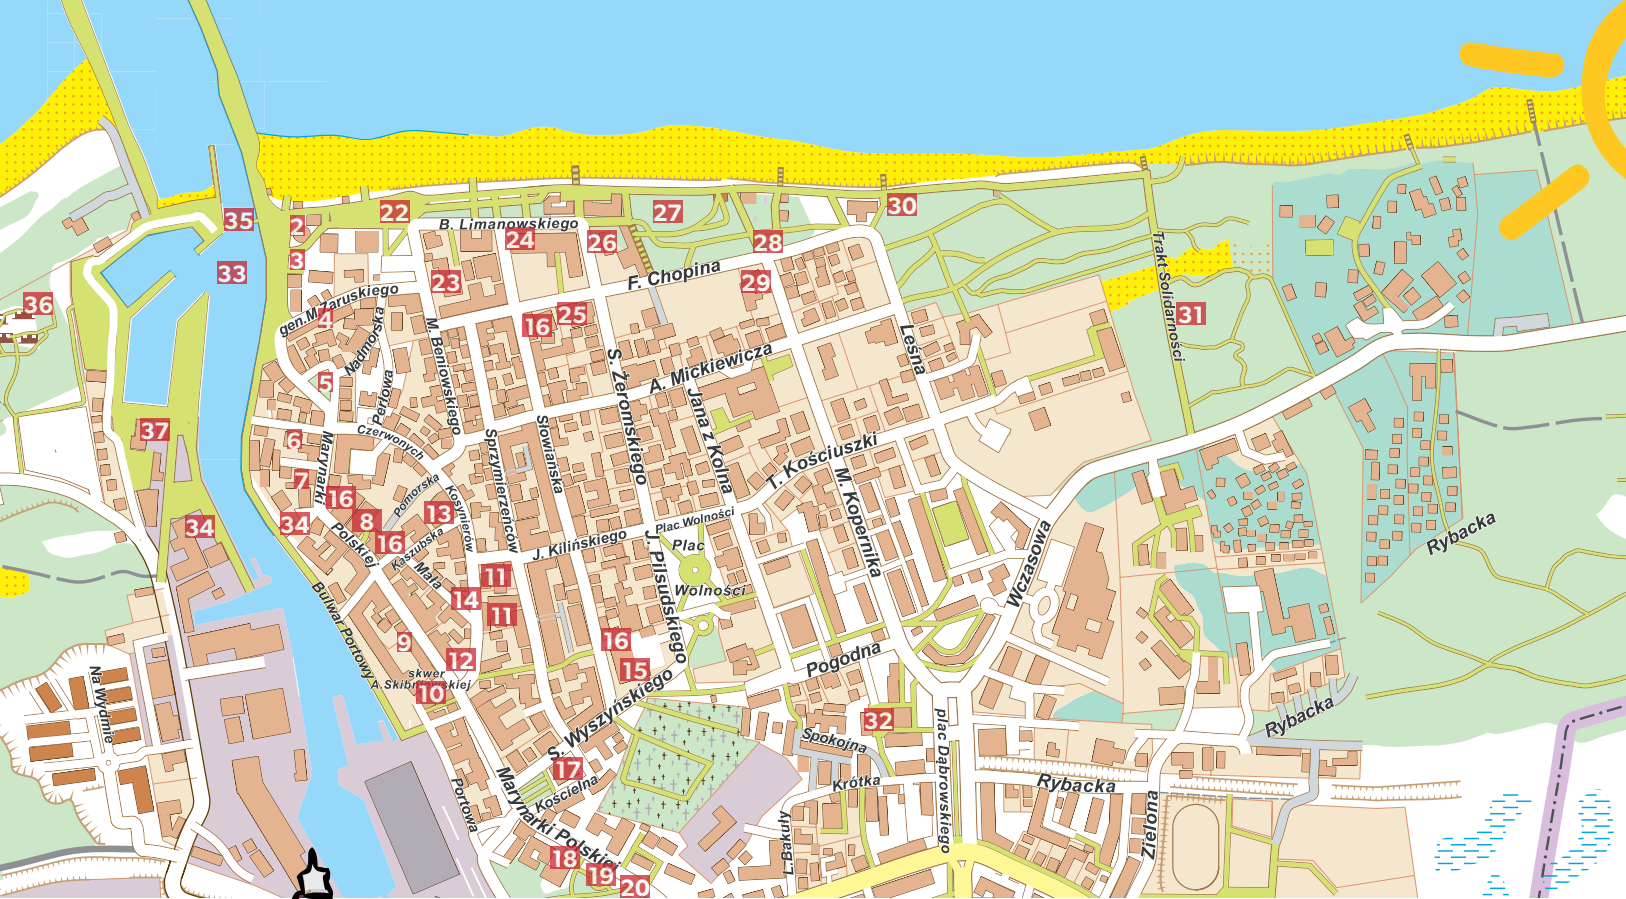 35
2
22
B. Limanowskiego
24
26
27
28
30
33
3
36
gen.M.Zaruskiego
4
Nadmorska
M. Beniowskiego
23
16
25
F. Chopina
29
Leśna
Trakt Solidarności
31
5
Perłowa
S. Żeromskiego
A. Mickiewicza
Jana z Kolna
37
6
Czerwonych
Marynarki
Polskiej
Sprzymierzeńców
Słowiańska
T. Kościuszki
M. Kopernika
7
16
Pomorska
Kosynierów
34
34
8
13
16
Kaszubska
J. Kilińskiego
Plac Wolności
Plac
Wolności
J. Piłsudskiego
Wczasowa
Rybacka
Mała
11
14
11
Bulwar Portowy
9
12
16
15
skwer
10
Pogodna
Na Wydmie
S. Wyszyńskiego
32
Spokojna
plac Dąbrowskiego
Rybacka
17
Kościelna
Krótka
Rybacka
Portowa
Marynarki Polskiej
Zielona
18
19
20